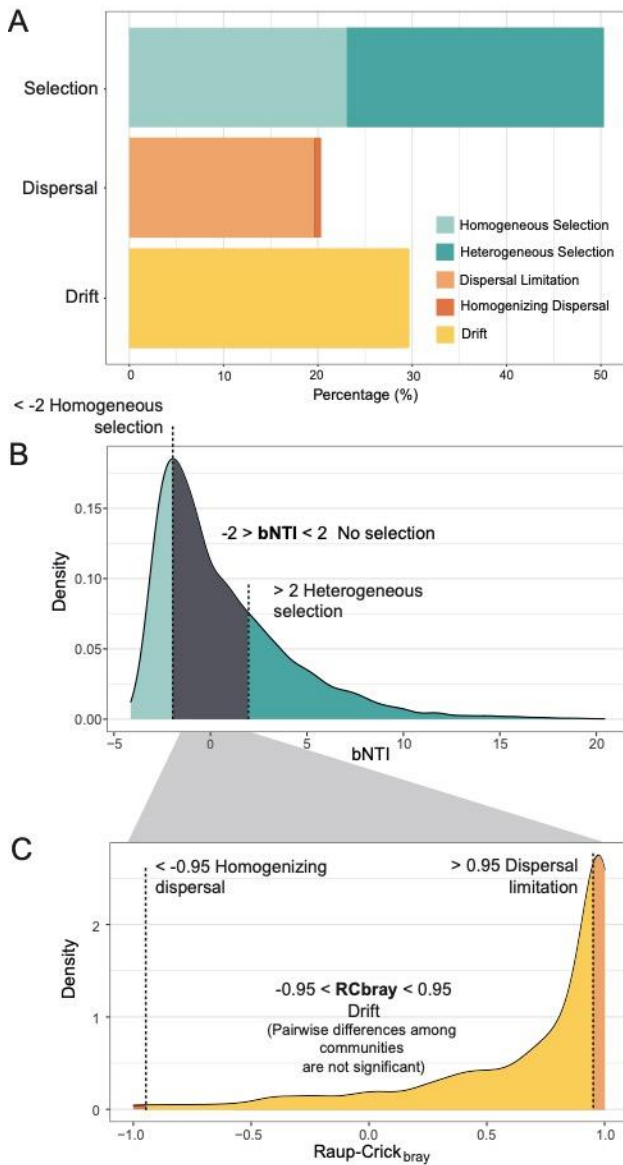 A
Selection
Dispersal
Drift
Homogeneous Selection
Heterogeneous Selection
Dispersal Limitation
Homogenizing Dispersal
Drift
0
10
20
30
40
50
Percentage (%)
< -2 Homogeneous
selection
B
-2 > bNTI < 2 No selection
> 2 Heterogeneous
selection
Density
0.15
0.10
0.05
0.00
−5
0
5
10
15
20
bNTI
C
< -0.95 Homogenizing
dispersal
> 0.95 Dispersal
limitation
-0.95 < RCbray < 0.95
Drift
(Pairwise differences among
communities
are not significant)
Density
2
1
0
−1.0
−0.5
0.0
0.5
1.0
Raup-Crickbray